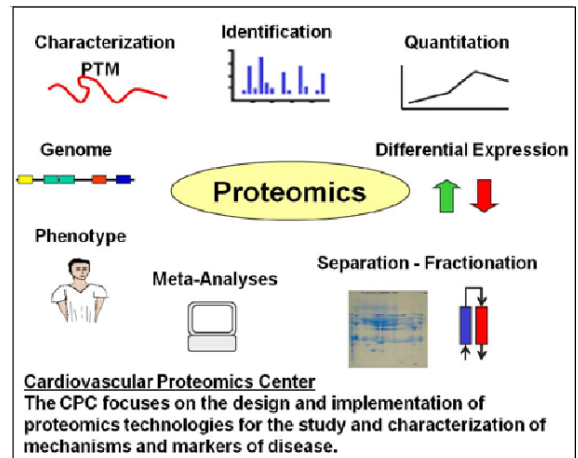 Characterization
PTM
Identification
Quantitation
Genome
Proteomics
Differential Expression
Phenotype
Meta-Analyses
Separation - Fractionation
Cardiovascular Proteomics Center
The CPC focuses on the design and implementation of
proteomics technologies for the study and characterization of
mechanisms and markers of disease.